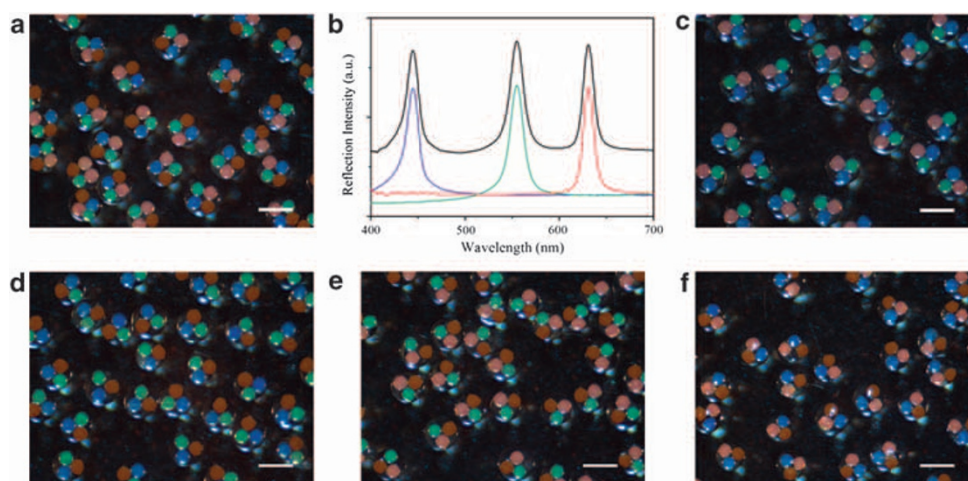 a
b
c
Reflection Intensity (a.u.)
400
500
600
700
Wavelength (nm)
d
e
f